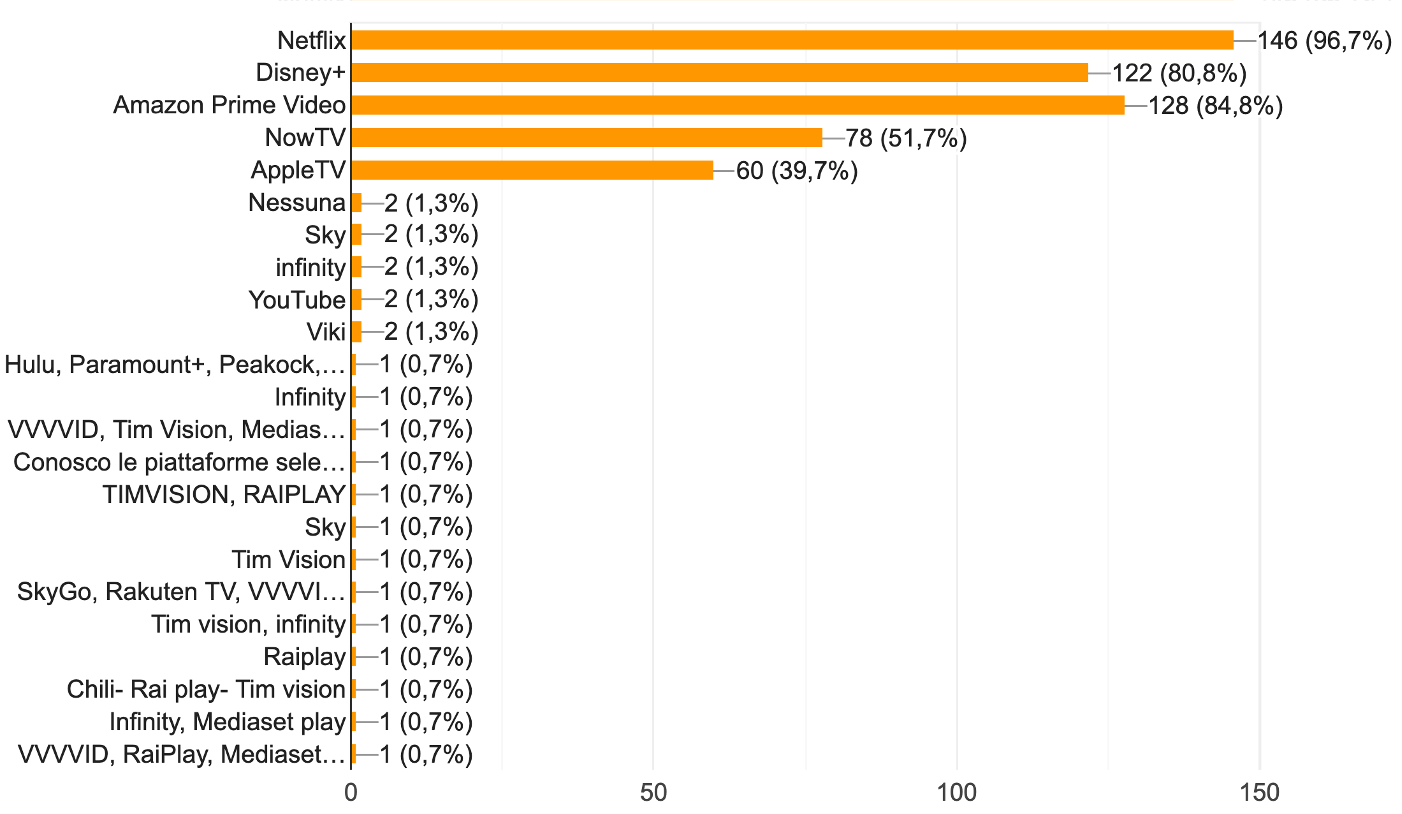 Netflix 146 (96,7%)
Disney+ 122 (80,8%)
Amazon Prime Video 128 (84,8%)
NowTV 78 (51,7%)
AppleTV 60 (39,7%)
Nessuna 2 (1,3%)
Sky 2 (1,3%)
infinity 2 (1,3%)
YouTube 2 (1,3%)
Viki 2 (1,3%)
Hulu, Paramount+, Peakock,… 1 (0,7%)
Infinity 1 (0,7%)
VVVVID, Tim Vision, Medias… 1 (0,7%)
Conosco le piattaforme sele… 1 (0,7%)
TIMVISION, RAIPLAY 1 (0,7%)
Sky 1 (0,7%)
Tim Vision 1 (0,7%)
SkyGo, Rakuten TV, VVVVI… 1 (0,7%)
Tim vision, infinity 1 (0,7%)
Raiplay 1 (0,7%)
Chili- Rai play- Tim vision 1 (0,7%)
Infinity, Mediaset play 1 (0,7%)
VVVVID, RaiPlay, Mediaset… 1 (0,7%)
0 50 100 150